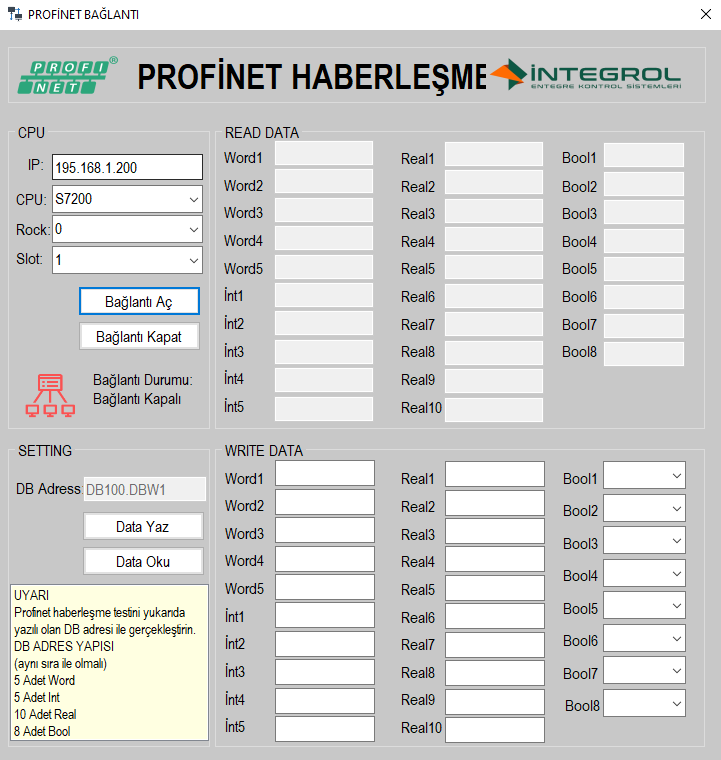 PROFİNET BAĞLANTI
PROFI
NET
®
PROFİNET HABERLEŞME
İNTEGROL
ENTEGRE KONTROL SİSTEMLERİ
CPU
IP: 195.168.1.200
CPU: S7200
Rock: 0
Slot: 1
Bağlantı Aç
Bağlantı Kapat
Bağlantı Durumu:
Bağlantı Kapalı
READ DATA
Word1
Word2
Word3
Word4
Word5
İnt1
İnt2
İnt3
İnt4
İnt5
Real1
Real2
Real3
Real4
Real5
Real6
Real7
Real8
Real9
Real10
Bool1
Bool2
Bool3
Bool4
Bool5
Bool6
Bool7
Bool8
SETTING
DB Adress: DB100.DBW1
Data Yaz
Data Oku
UYARI
Profinet haberleşme testini yukarıda
yazılı olan DB adresi ile gerçekleştirin.
DB ADRES YAPISI
(aynı sıra ile olmalı)
5 Adet Word
5 Adet Int
10 Adet Real
8 Adet Bool
WRITE DATA
Word1
Word2
Word3
Word4
Word5
İnt1
İnt2
İnt3
İnt4
İnt5
Real1
Real2
Real3
Real4
Real5
Real6
Real7
Real8
Real9
Real10
Bool1
Bool2
Bool3
Bool4
Bool5
Bool6
Bool7
Bool8